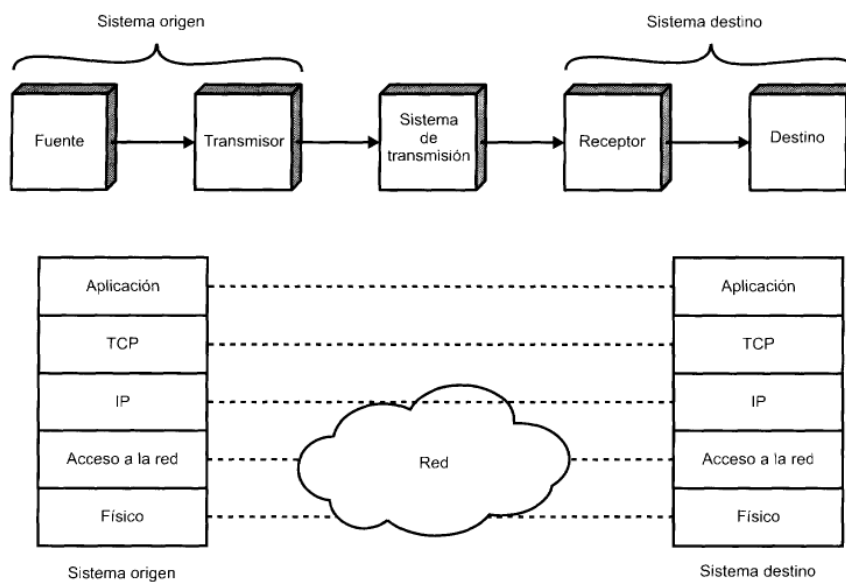 Sistema origen
Sistema destino
Fuente
Transmisor
Sistema
de
transmisión
Receptor
Destino
Aplicación
Aplicación
TCP
TCP
IP
IP
Acceso a la red
Red
Acceso a la red
Físico
Físico
Sistema origen
Sistema destino